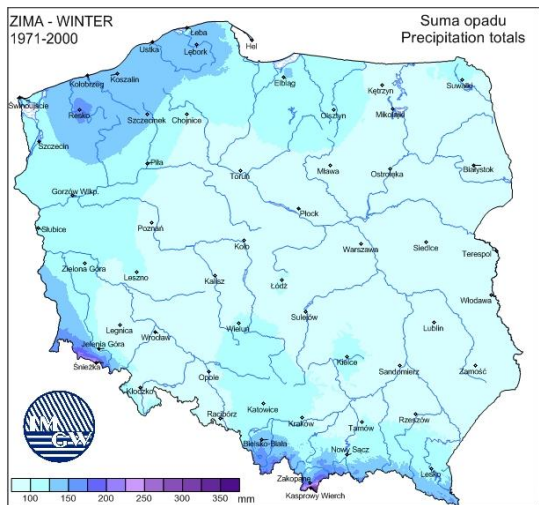 ZIMA - WINTER
1971-2000
Suma opadu
Precipitation totals
Łeba
Ustka
Lębork
Hel
Kołobrzeg
Koszalin
Elbląg
Kętrzyn
Suwałki
Świnoujście
Resko
Szczecinek
Chojnice
Olsztyn
Mikołajki
Szczecin
Piła
Toruń
Mława
Ostrołęka
Białystok
Gorzów Wlkp.
Płock
Słubice
Poznań
Koło
Warszawa
Siedlce
Terespol
Zielona Góra
Leszno
Kalisz
Łódź
Włodawa
Legnica
Wrocław
Wieluń
Sulejów
Lublin
Jelenia Góra
Śnieżka
Opole
Kielce
Sandomierz
Zamość
Kłodzko
Racibórz
Katowice
Kraków
Tarnów
Rzeszów
Bielsko-Biała
Nowy Sącz
Lesko
Zakopane
Kasprowy Wierch
IM
GW
100 150 200 250 300 350 mm